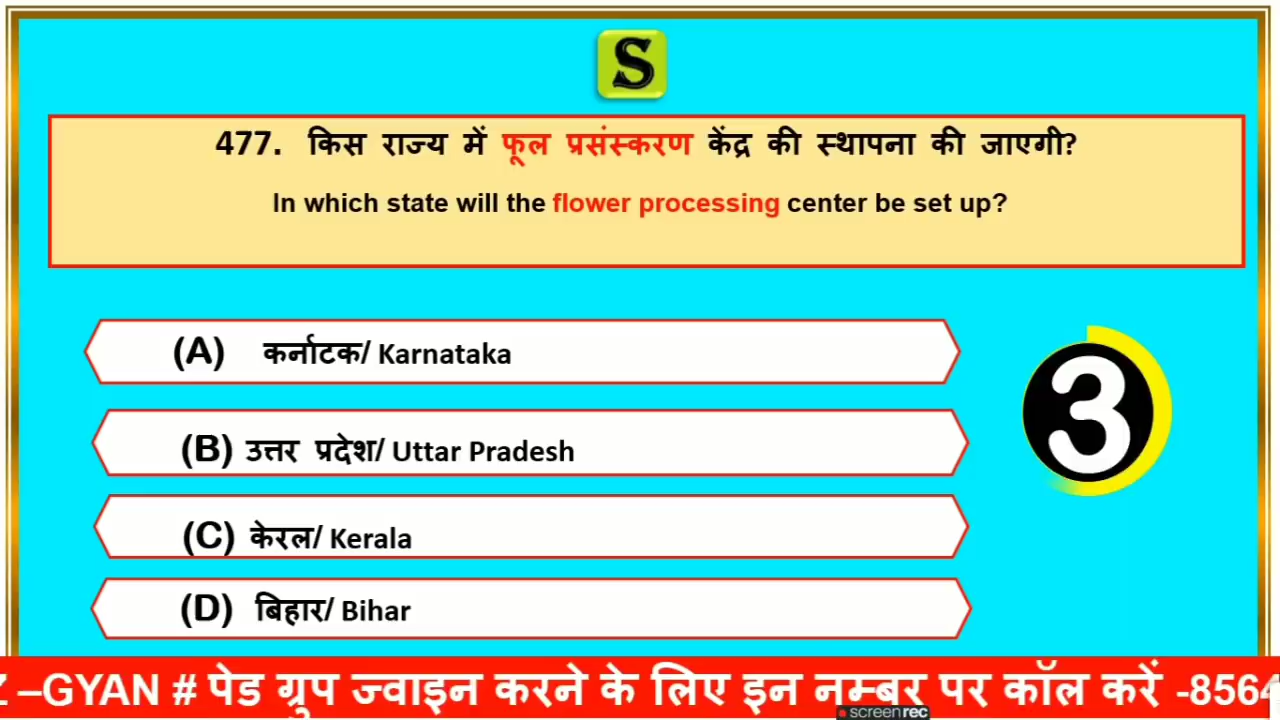 S
477. किस राज्य में फूल प्रसंस्करण केंद्र की स्थापना की जाएगी?
In which state will the flower processing center be set up?
(A) कर्नाटक/ Karnataka
3
(B) उत्तर प्रदेश/ Uttar Pradesh
(C) केरल/ Kerala
(D) बिहार/ Bihar
Z –GYAN # पेड ग्रुप ज्वाइन करने के लिए इन नम्बर पर कॉल करें -8564
screenrec